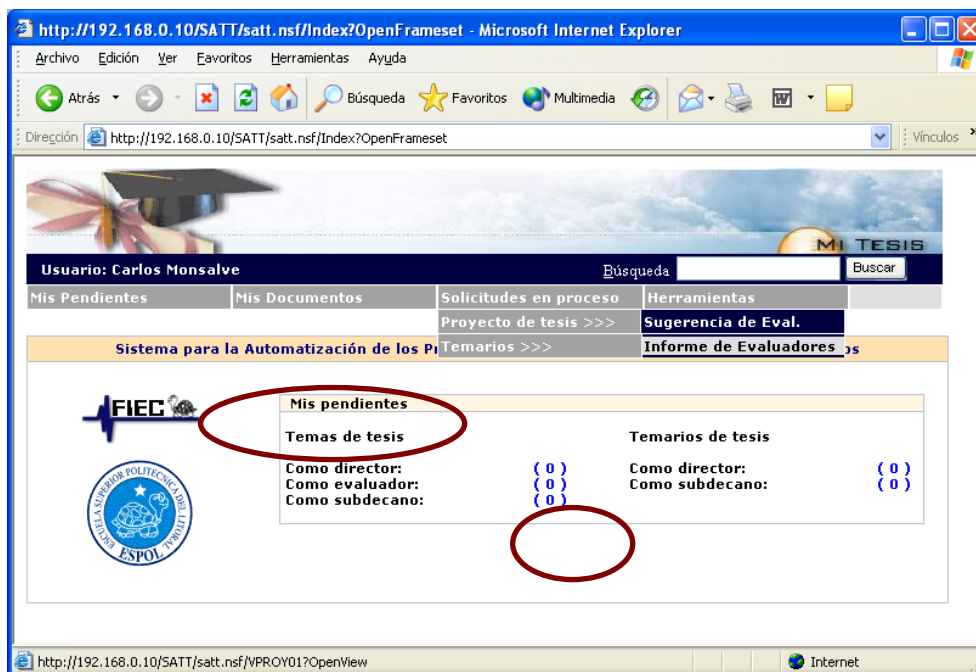 http://192.168.0.10/SATT/satt.nsf/Index?OpenFrameset - Microsoft Internet Explorer
Archivo Edición Ver Favoritos Herramientas Ayuda
Atrás Búsqueda Favoritos Multimedia
Dirección http://192.168.0.10/SATT/satt.nsf/Index?OpenFrameset Vínculos »
MI TESIS
Usuario: Carlos Monsalve Búsqueda Buscar
Mis Pendientes Mis Documentos Solicitudes en proceso Herramientas
Proyecto de tesis >>> Sugerencia de Eval.
Temarios >>> Informe de Evaluadores
Sistema para la Automatización de los
FIEC
Mis pendientes
Temas de tesis Temarios de tesis
Como director: ( 0 ) Como director: ( 0 )
Como evaluador: ( 0 ) Como subdecano: ( 0 )
Como subdecano: ( 0 )
ESCUELA SUPERIOR POLITECNICA DEL LITORAL
ESPOL
http://192.168.0.10/SATT/satt.nsf/VPROY01?OpenView Internet